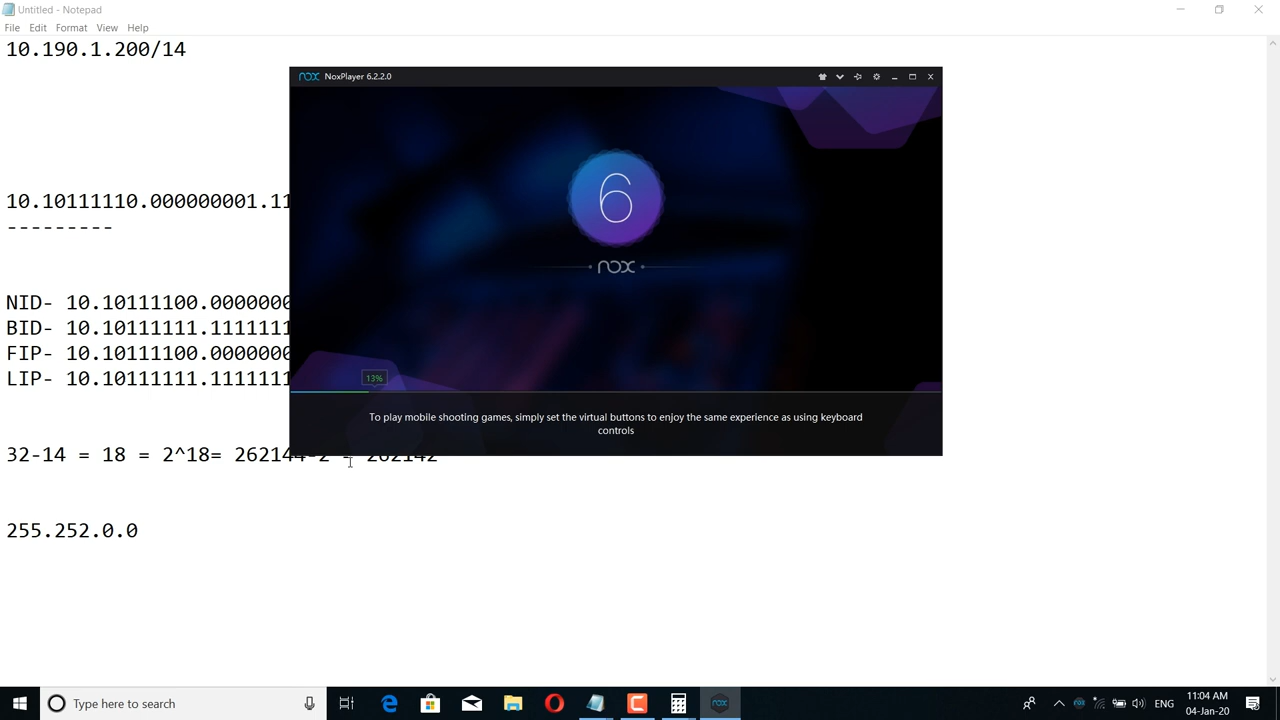 Untitled - Notepad
File Edit Format View Help
10.190.1.200/14
10.10111110.000000001.11
---------
NID- 10.10111100.0000000
BID- 10.10111111.1111111
FIP- 10.10111100.0000000
LIP- 10.10111111.1111111
32-14 = 18 = 2^18= 262144-2 = 262142
255.252.0.0
nox NoxPlayer 6.2.2.0
6
nox
13%
To play mobile shooting games, simply set the virtual buttons to enjoy the same experience as using keyboard
controls
Type here to search
nox
ENG
11:04 AM
04-Jan-20